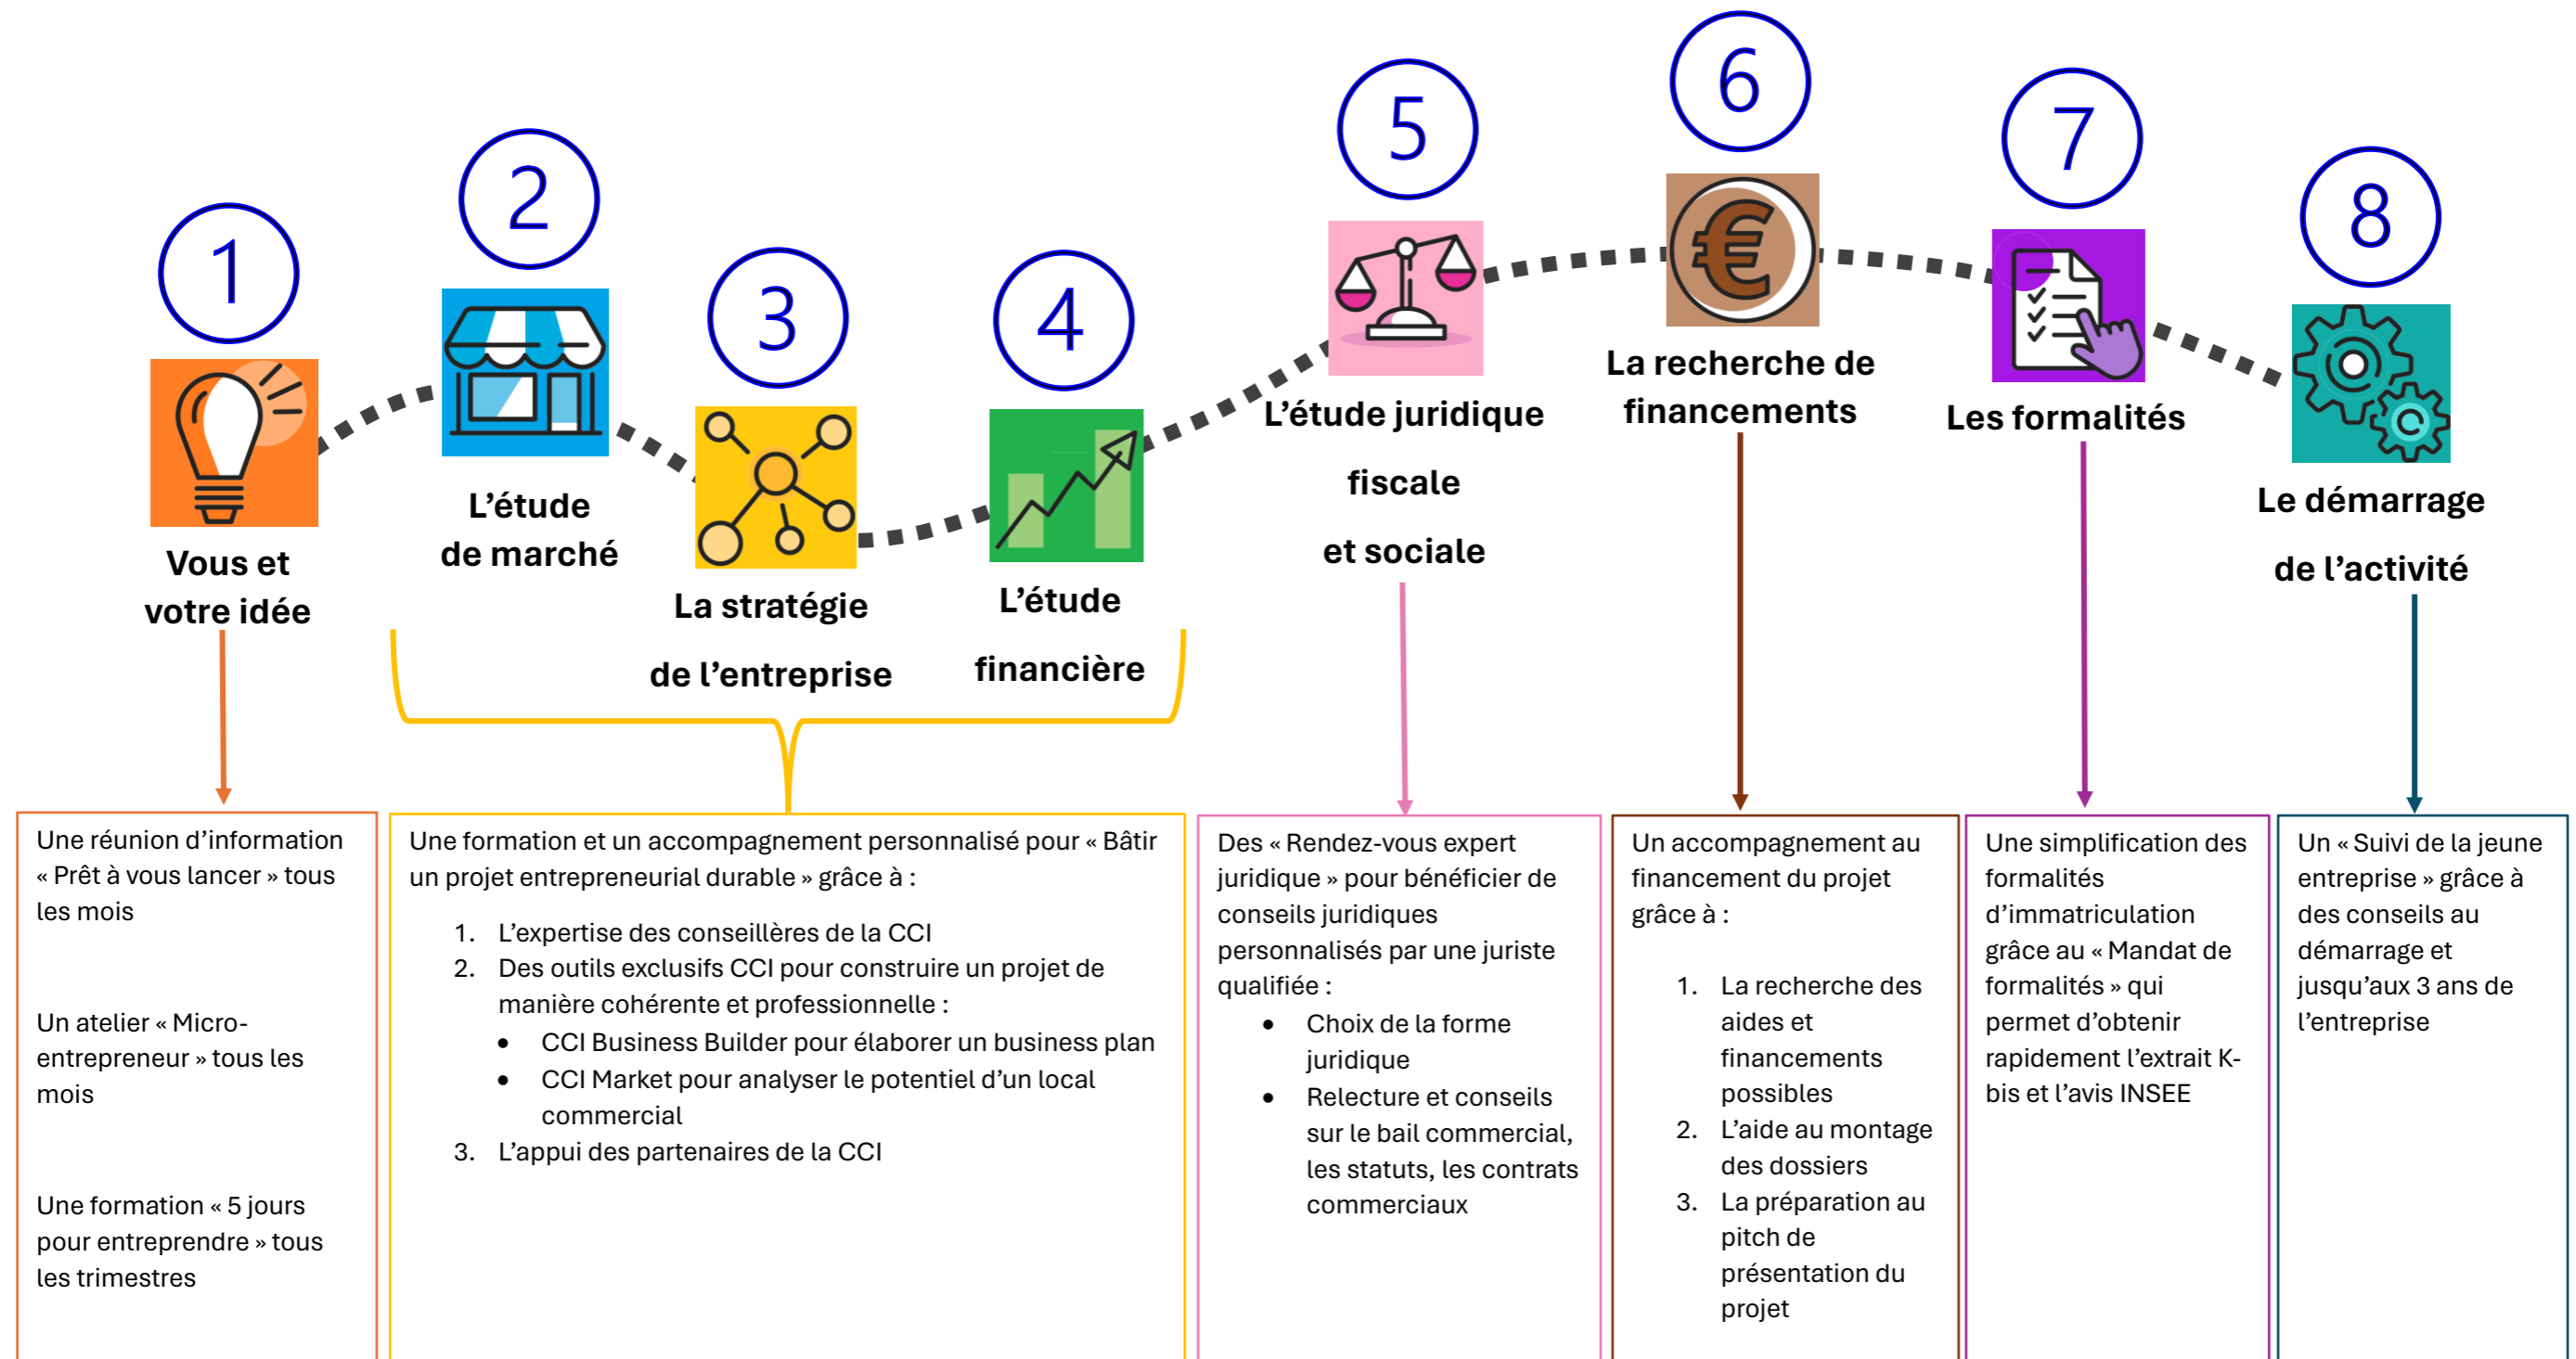 1
Vous et
votre idée
2
L’étude
de marché
3
La stratégie
de l’entreprise
4
L’étude
financière
5
L’étude juridique
fiscale
et sociale
6
La recherche de
financements
7
Les formalités
8
Le démarrage
de l’activité
Une réunion d’information
« Prêt à vous lancer » tous
les mois
Un atelier « Micro-
entrepreneur » tous les
mois
Une formation « 5 jours
pour entreprendre » tous
les trimestres
Une formation et un accompagnement personnalisé pour « Bâtir
un projet entrepreneurial durable » grâce à :
1. L’expertise des conseillères de la CCI
2. Des outils exclusifs CCI pour construire un projet de
manière cohérente et professionnelle :
• CCI Business Builder pour élaborer un business plan
• CCI Market pour analyser le potentiel d’un local
commercial
3. L’appui des partenaires de la CCI
Des « Rendez-vous expert
juridique » pour bénéficier de
conseils juridiques
personnalisés par une juriste
qualifiée :
• Choix de la forme
juridique
• Relecture et conseils
sur le bail commercial,
les statuts, les contrats
commerciaux
Un accompagnement au
financement du projet
grâce à :
1. La recherche des
aides et
financements
possibles
2. L’aide au montage
des dossiers
3. La préparation au
pitch de
présentation du
projet
Une simplification des
formalités
d’immatriculation
grâce au « Mandat de
formalités » qui
permet d’obtenir
rapidement l’extrait K-
bis et l’avis INSEE
Un « Suivi de la jeune
entreprise » grâce à
des conseils au
démarrage et
jusqu’aux 3 ans de
l’entreprise